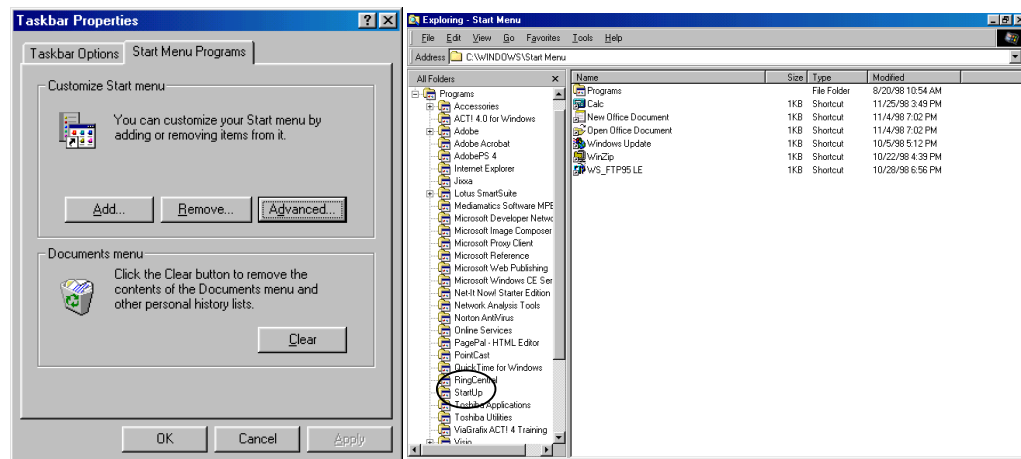 Taskbar Properties
Taskbar Options Start Menu Programs
Customize Start menu
You can customize your Start menu by
adding or removing items from it.
Add... Remove... Advanced...
Documents menu
Click the Clear button to remove the
contents of the Documents menu and
other personal history lists.
Clear
OK Cancel Apply
Exploring - Start Menu
File Edit View Go Favorites Tools Help
Address C:\WINDOWS\Start Menu
All Folders
Programs
Accessories
ACT! 4.0 for Windows
Adobe
Adobe Acrobat
AdobePS 4
Internet Explorer
Jixxa
Lotus SmartSuite
Mediamatics Software MPE
Microsoft Developer Netwo
Microsoft Image Composer
Microsoft Proxy Client
Microsoft Reference
Microsoft Web Publishing
Microsoft Windows CE Ser
Net-It Now! Starter Edition
Network Analysis Tools
Norton AntiVirus
Online Services
PagePal - HTML Editor
PointCast
QuickTime for Windows
RingCentral
StartUp
Toshiba Applications
Toshiba Utilities
ViaGrafix ACT! 4 Training
Visio
Name Size Type Modified
Programs File Folder 8/20/98 10:54 AM
Calc 1KB Shortcut 11/25/98 3:49 PM
New Office Document 1KB Shortcut 11/4/98 7:02 PM
Open Office Document 1KB Shortcut 11/4/98 7:02 PM
Windows Update 1KB Shortcut 10/5/98 5:12 PM
WinZip 1KB Shortcut 10/22/98 4:39 PM
WS_FTP95 LE 1KB Shortcut 10/28/98 6:56 PM